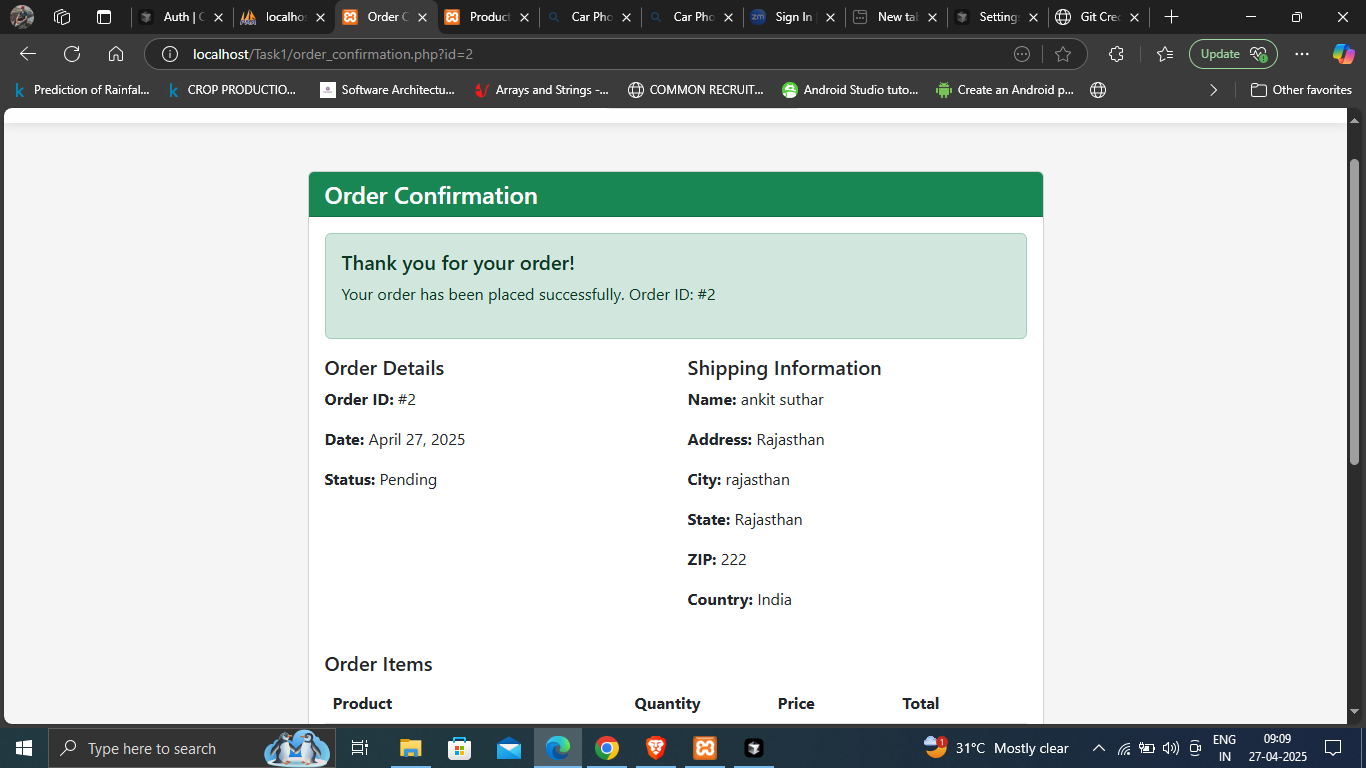 Auth | C
localhos
Order C
Product
Car Pho
Car Pho
zm
Sign In
New tab
Settings
Git Crec
localhost/Task1/order_confirmation.php?id=2
Update
Prediction of Rainfal...
CROP PRODUCTIO...
Software Architectu...
Arrays and Strings -...
COMMON RECRUIT...
Android Studio tuto...
Create an Android p...
Other favorites
Order Confirmation
Thank you for your order!
Your order has been placed successfully. Order ID: #2
Order Details
Order ID: #2
Date: April 27, 2025
Status: Pending
Shipping Information
Name: ankit suthar
Address: Rajasthan
City: rajasthan
State: Rajasthan
ZIP: 222
Country: India
Order Items
Product Quantity Price Total
Type here to search
1
31°C Mostly clear
ENG
IN
09:09
27-04-2025